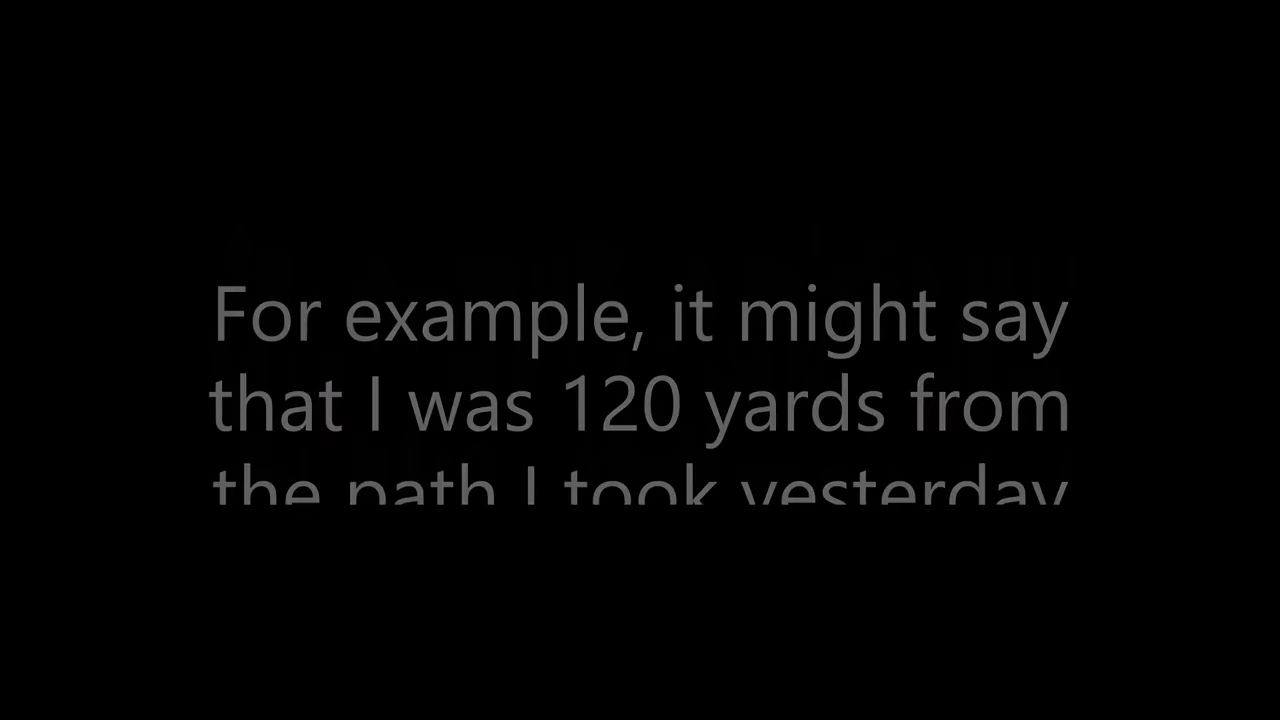 For example, it might say
that I was 120 yards from
the path I took yesterday